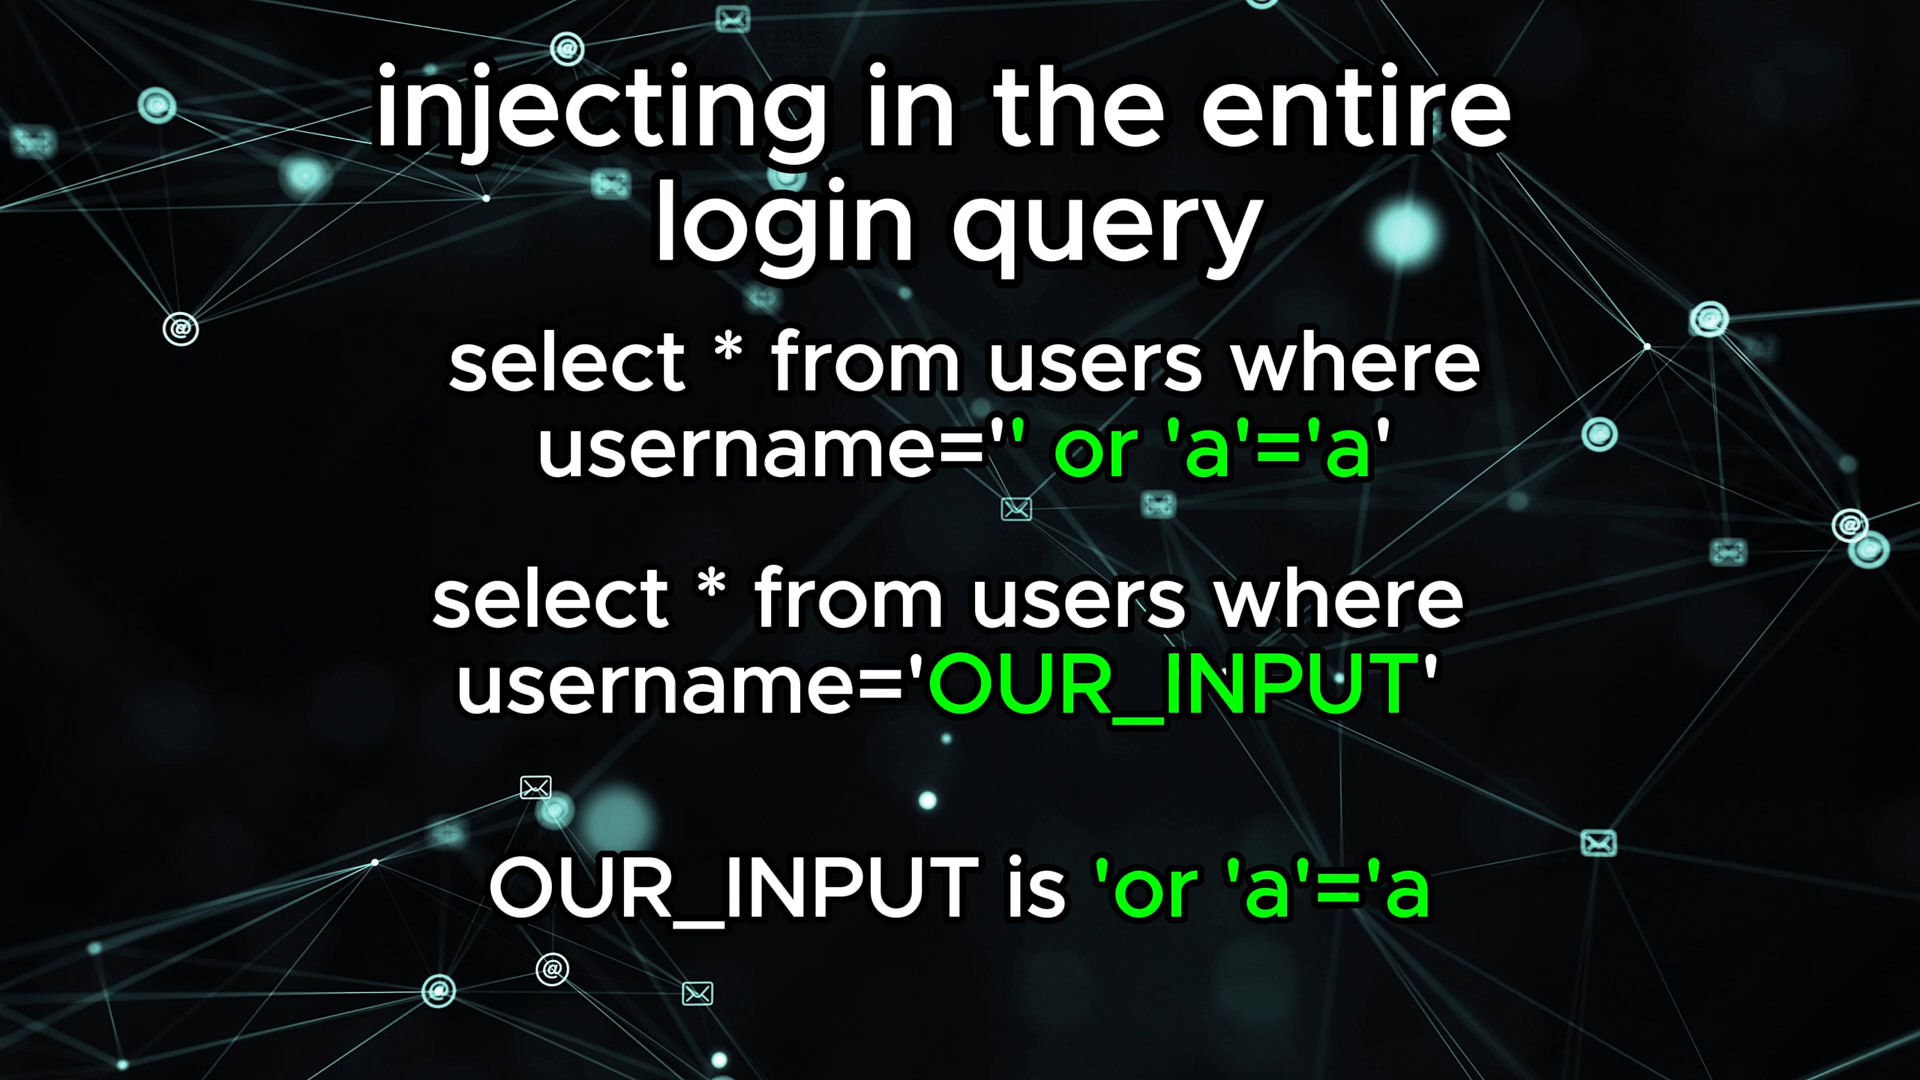 injecting in the entire
login query
select * from users where
username='' or 'a'='a'
select * from users where
username='OUR_INPUT'
OUR_INPUT is 'or 'a'='a